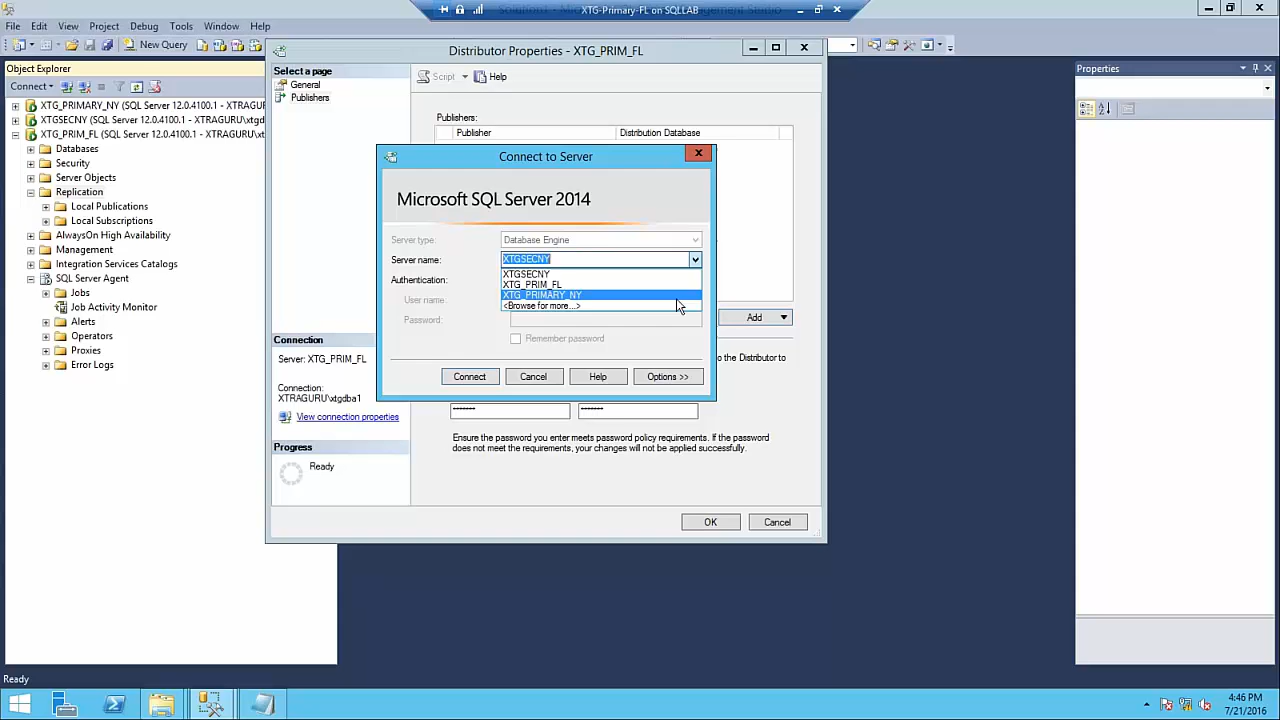 Solution1 - Microsoft SQL Server Management Studio
XTG-Primary-FL on SQLLAB
File Edit View Project Debug Tools Window Help
New Query
Object Explorer
Connect
XTG_PRIMARY_NY (SQL Server 12.0.4100.1 - XTRAGURU
XTGSECNY (SQL Server 12.0.4100.1 - XTRAGURU\xtgd
XTG_PRIM_FL (SQL Server 12.0.4100.1 - XTRAGURU\xt
Databases
Security
Server Objects
Replication
Local Publications
Local Subscriptions
AlwaysOn High Availability
Management
Integration Services Catalogs
SQL Server Agent
Jobs
Job Activity Monitor
Alerts
Operators
Proxies
Error Logs
Distributor Properties - XTG_PRIM_FL
Select a page
General
Publishers
Script Help
Publishers:
Publisher Distribution Database
Add
the Distributor to
******* *******
Ensure the password you enter meets password policy requirements. If the password
does not meet the requirements, your changes will not be applied successfully.
Connection
Server: XTG_PRIM_FL
Connection:
XTRAGURU\xtgdba1
View connection properties
Progress
Ready
OK Cancel
Connect to Server
Microsoft SQL Server 2014
Server type: Database Engine
Server name: XTGSECNY
XTGSECNY
XTG_PRIM_FL
XTG_PRIMARY_NY
<Browse for more...>
Authentication:
User name
Password:
Remember password
Connect Cancel Help Options >>
Properties
Ready
4:46 PM
7/21/2016